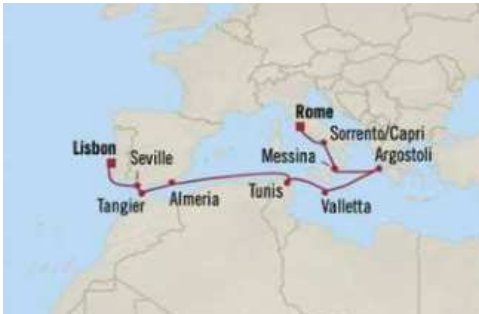 Rome
Sorrento/Capri
Lisbon
Seville
Messina
Argostoli
Tangier
Almeria
Tunis
Valletta